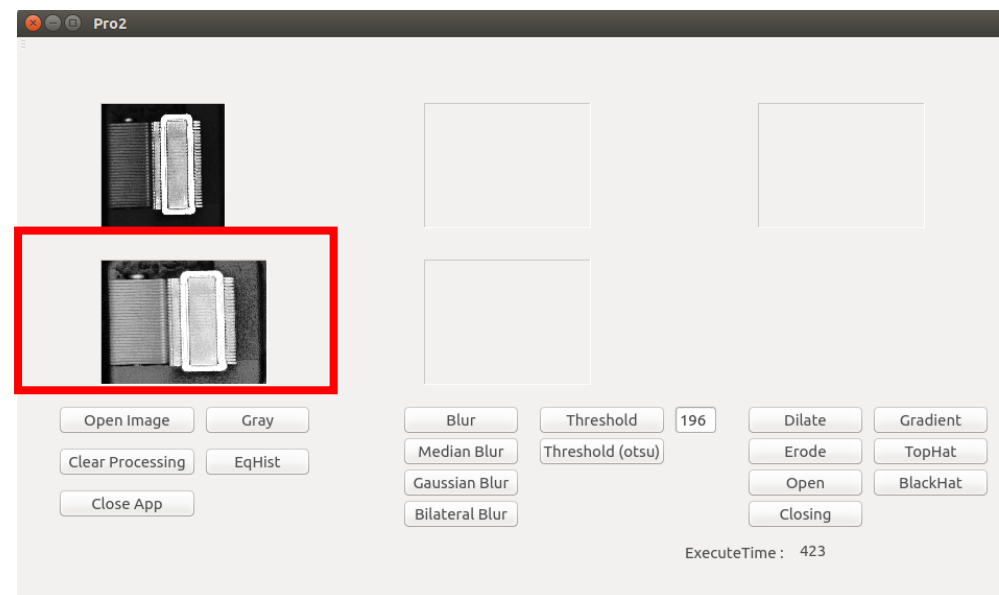 Pro2
Open Image
Gray
Blur
Threshold
196
Dilate
Gradient
Clear Processing
EqHist
Median Blur
Threshold (otsu)
Erode
TopHat
Gaussian Blur
Open
BlackHat
Close App
Bilateral Blur
Closing
ExecuteTime : 423